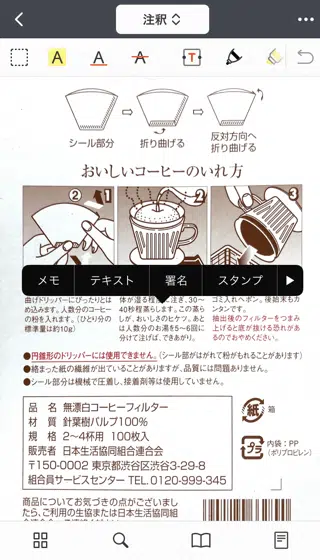 注釈
A A A T
シール部分
折り曲げる
反対方向へ
折り曲げる
おいしいコーヒーのいれ方
② 1
2
3
メモ テキスト 署名 スタンプ
曲げドリッパーにぴったりとは
め込みます。人数分のコーヒー
の粉を入れます。(ひとり分の
標準量は約10g)
体が湿る程度に注ぎ、30〜
40秒程蒸らします。この蒸ら
しが、おいしさのヒケツ。あと
は人数分のお湯を5〜6回に
分けて注げば、できあがり。
ゴミ入れへポン。後始末もカ
ンタンです。
抽出後のフィルターをつまみ
上げると底が抜ける恐れがあ
るのでおやめください。
●円錐形のドリッパーには使用できません。(シール部がはがれて粉がもれることがあります)
●絡まった紙の繊維が出ていることがありますが、品質には問題ありません。
●シール部分は機械で圧着し、接着剤等は使用していません。
品 名 無漂白コーヒーフィルター
材 質 針葉樹パルプ100%
規 格 2〜4杯用 100枚入
販売者 日本生活協同組合連合会
〒150-0002 東京都渋谷区渋谷3-29-8
組合員サービスセンター TEL.0120-999-345
紙 箱
プラ 内袋：PP
(ポリプロピレン)
商品についてお気づきの点がございまし
たら、ご利用の生協または日本生活協同組